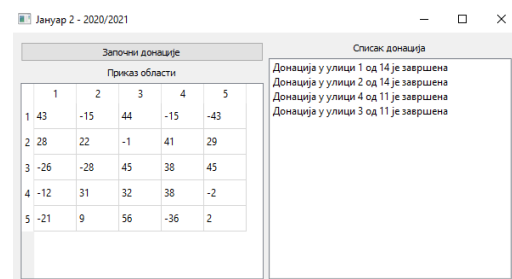 Јануар 2 - 2020/2021
Започни донације
Приказ области
1 2 3 4 5
1 43 -15 44 -15 -43
2 28 22 -1 41 29
3 -26 -28 45 38 45
4 -12 31 32 38 -2
5 -21 9 56 -36 2
Списак донација
Донација у улици 1 од 14 је завршена
Донација у улици 2 од 14 је завршена
Донација у улици 4 од 11 је завршена
Донација у улици 3 од 11 је завршена